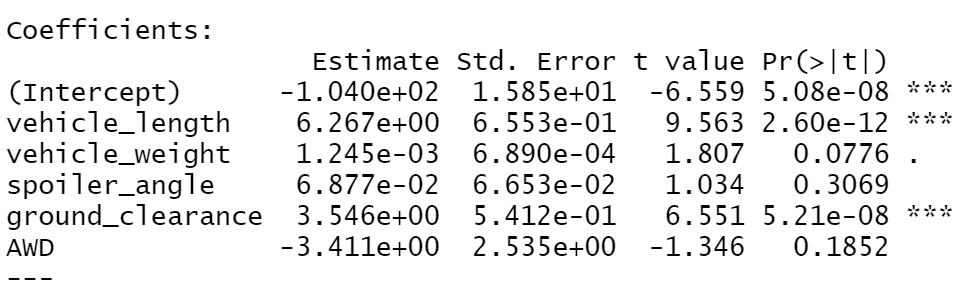 Coefficients:
                    Estimate Std. Error t value Pr(>|t|)
(Intercept)       -1.040e+02  1.585e+01  -6.559 5.08e-08 ***
vehicle_length     6.267e+00  6.553e-01   9.563 2.60e-12 ***
vehicle_weight     1.245e-03  6.890e-04   1.807   0.0776 .
spoiler_angle      6.877e-02  6.653e-02   1.034   0.3069
ground_clearance   3.546e+00  5.412e-01   6.551 5.21e-08 ***
AWD               -3.411e+00  2.535e+00  -1.346   0.1852
---